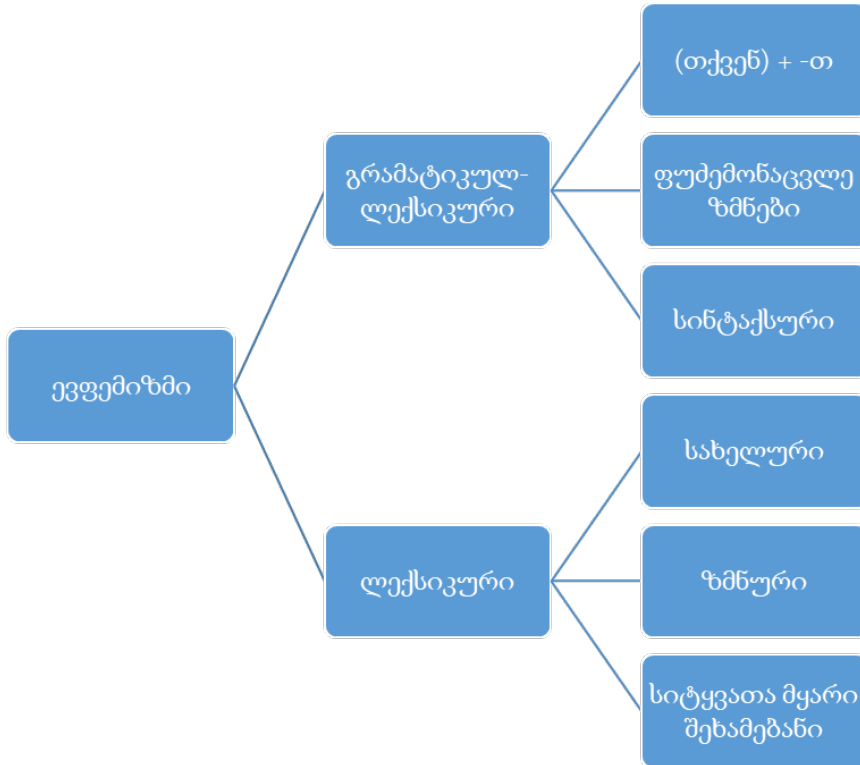 ევფემიზმი
გრამატიკულ-
ლექსიკური
(თქვენ) + -თ
ფუძემონაცვლე
ზმნები
სინტაქსური
ლექსიკური
სახელური
ზმნური
სიტყვათა მყარი
შეხამებანი